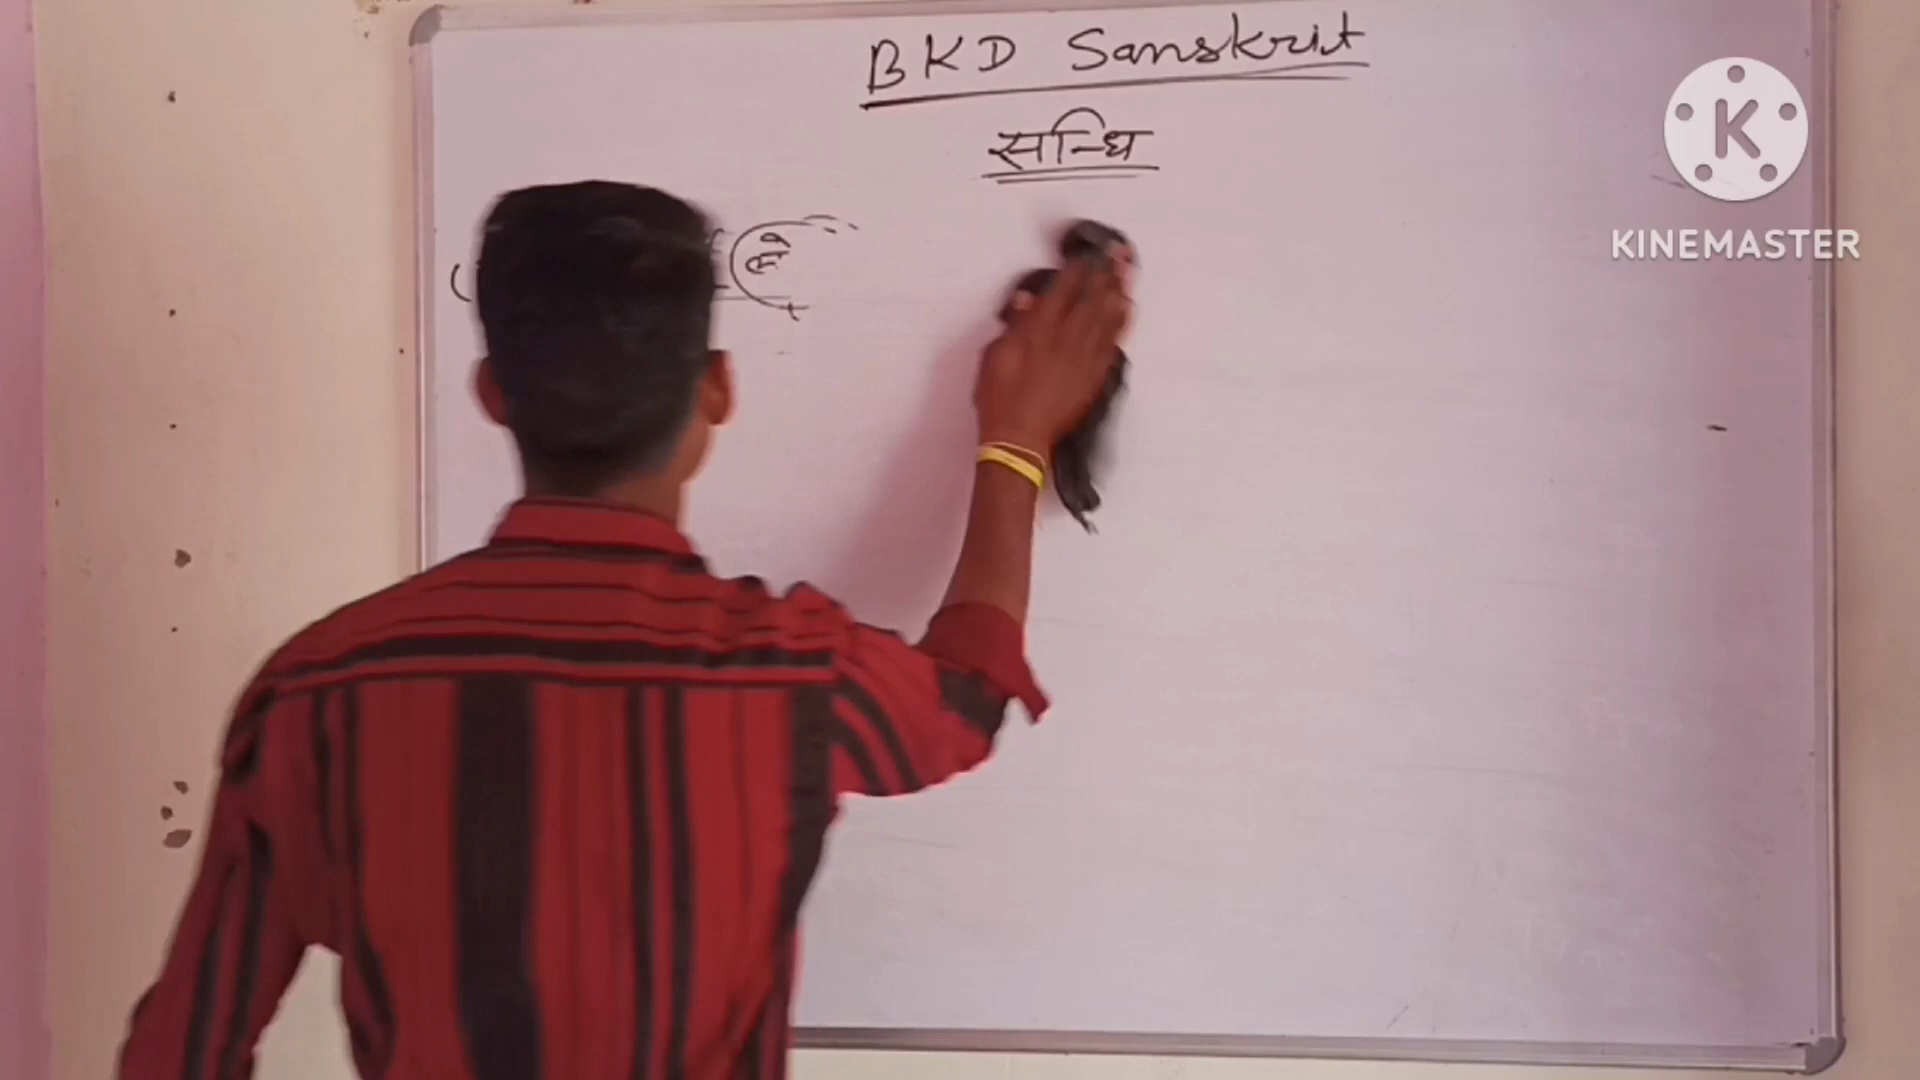 BKD Sanskrit
सन्धि
K
KINEMASTER